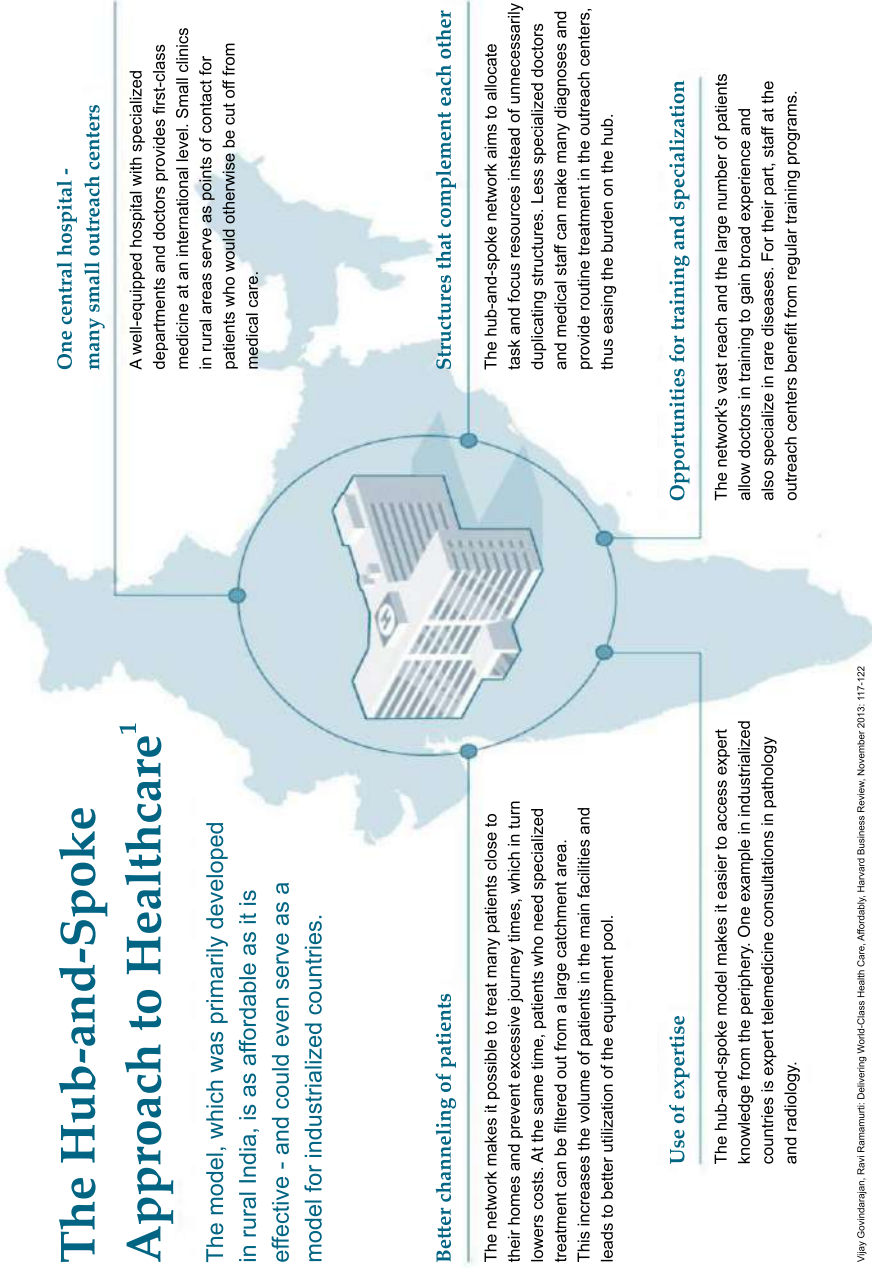 The Hub-and-Spoke
Approach to Healthcare¹
The model, which was primarily developed
in rural India, is as affordable as it is
effective - and could even serve as a
model for industrialized countries.
One central hospital -
many small outreach centers
A well-equipped hospital with specialized
departments and doctors provides first-class
medicine at an international level. Small clinics
in rural areas serve as points of contact for
patients who would otherwise be cut off from
medical care.
Better channeling of patients
The network makes it possible to treat many patients close to
their homes and prevent excessive journey times, which in turn
lowers costs. At the same time, patients who need specialized
treatment can be filtered out from a large catchment area.
This increases the volume of patients in the main facilities and
leads to better utilization of the equipment pool.
Structures that complement each other
The hub-and-spoke network aims to allocate
task and focus resources instead of unnecessarily
duplicating structures. Less specialized doctors
and medical staff can make many diagnoses and
provide routine treatment in the outreach centers,
thus easing the burden on the hub.
Use of expertise
The hub-and-spoke model makes it easier to access expert
knowledge from the periphery. One example in industrialized
countries is expert telemedicine consultations in pathology
and radiology.
Opportunities for training and specialization
The network's vast reach and the large number of patients
allow doctors in training to gain broad experience and
also specialize in rare diseases. For their part, staff at the
outreach centers benefit from regular training programs.
H
Vijay Govindarajan, Ravi Ramamurti: Delivering World-Class Health Care, Affordably, Harvard Business Review, November 2013: 117-122